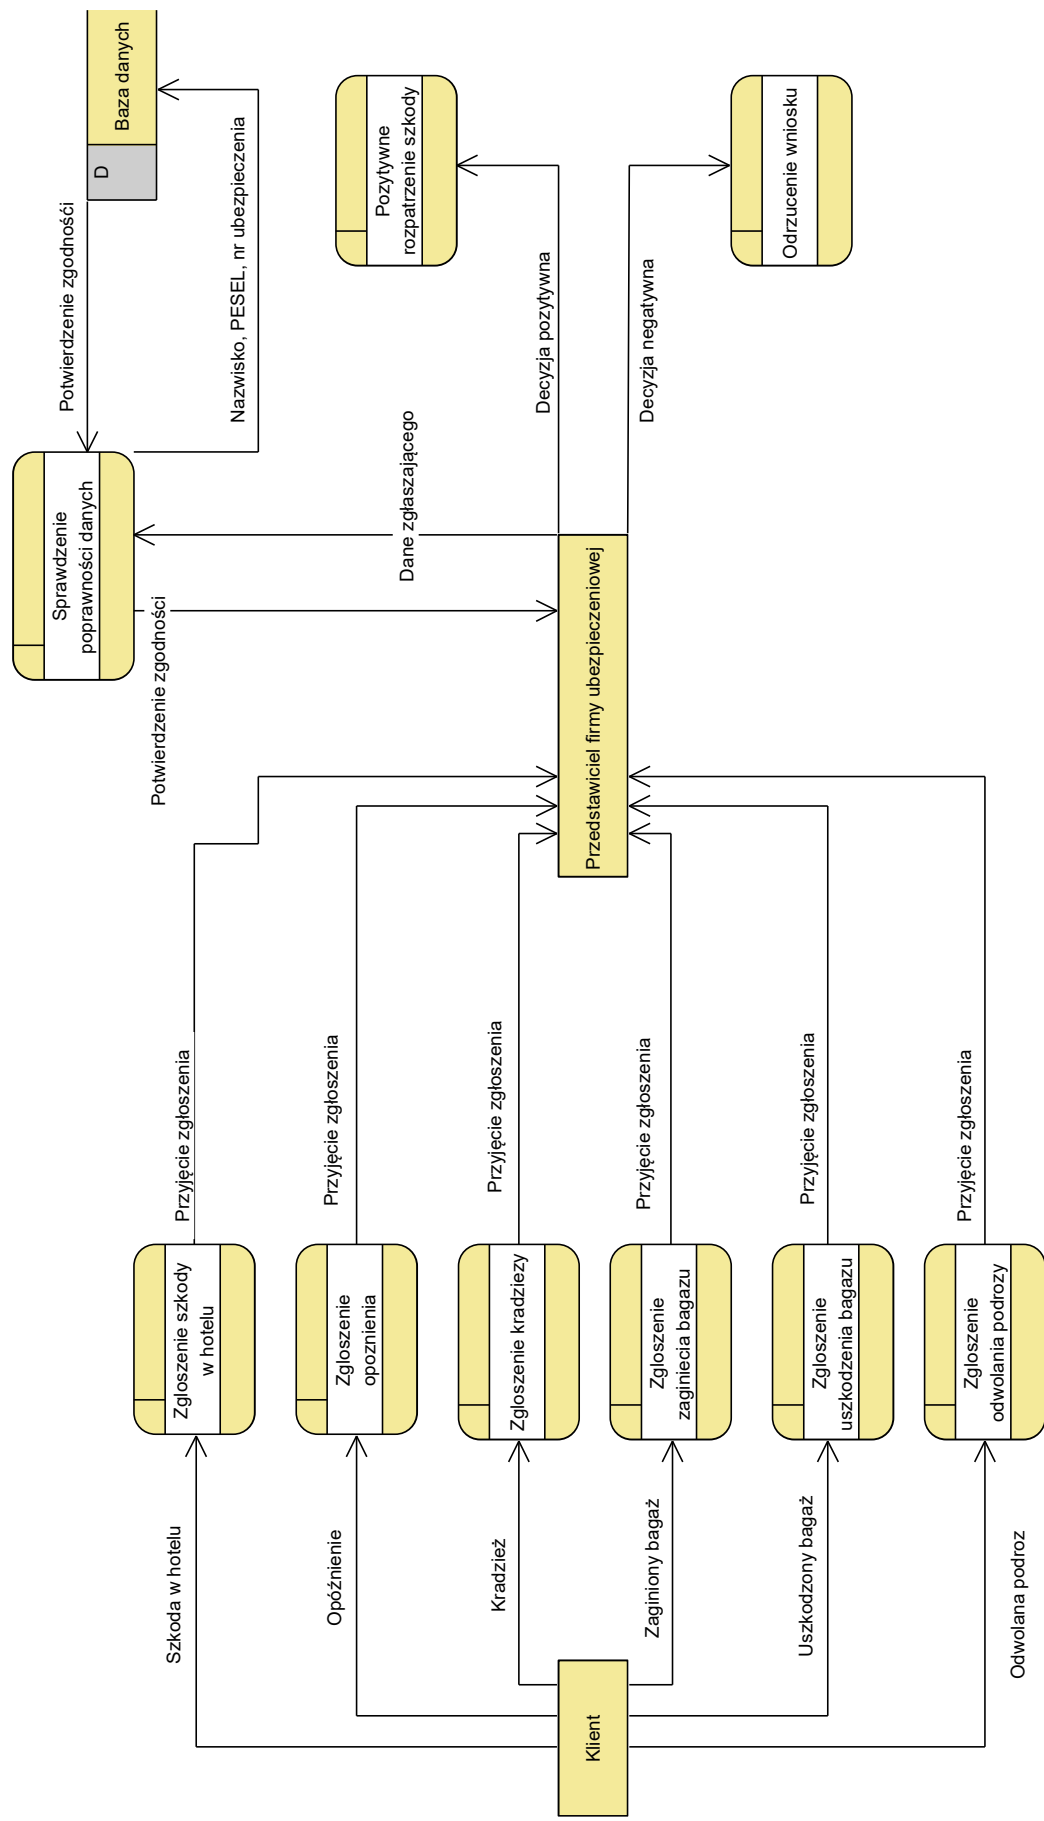 Klient
Szkoda w hotelu
Opóźnienie
Kradzież
Zaginiony bagaż
Uszkodzony bagaż
Odwolana podroz
Zgloszenie szkody
w hotelu
Zgloszenie
opoznienia
Zgloszenie kradziezy
Zgloszenie
zaginiecia bagazu
Zgloszenie
uszkodzenia bagazu
Zgloszenie
odwolania podrozy
Przyjęcie zgłoszenia
Przyjęcie zgłoszenia
Przyjęcie zgłoszenia
Przyjęcie zgłoszenia
Przyjęcie zgłoszenia
Przyjęcie zgłoszenia
Przedstawiciel firmy ubezpieczeniowej
Potwierdzenie zgodności
Dane zgłaszającego
Sprawdzenie
poprawności danych
Potwierdzenie zgodnośći
Nazwisko, PESEL, nr ubezpieczenia
D
Baza danych
Decyzja pozytywna
Decyzja negatywna
Pozytywne
rozpatrzenie szkody
Odrzucenie wniosku